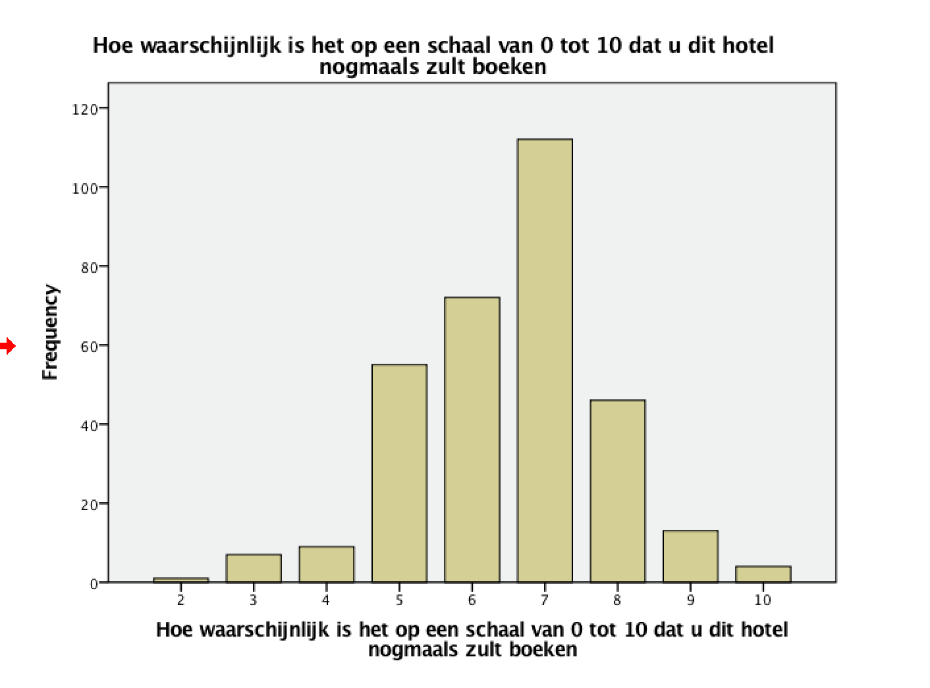 Hoe waarschijnlijk is het op een schaal van 0 tot 10 dat u dit hotel
nogmaals zult boeken
Frequency
120
100
80
60
40
20
0
2 3 4 5 6 7 8 9 10
Hoe waarschijnlijk is het op een schaal van 0 tot 10 dat u dit hotel
nogmaals zult boeken